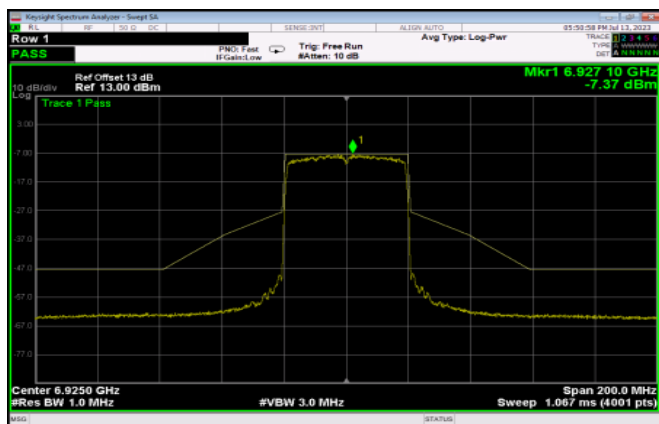 Keysight Spectrum Analyzer - Swept SA
RL RF 50 Ω DC SENSE:INT ALIGN AUTO 05:50:58 PM Jul 13, 2023
Row 1 Avg Type: Log-Pwr TRACE 1 2 3 4 5 6
PASS PNO: Fast Trig: Free Run TYPE
IFGain:Low #Atten: 10 dB DET A N N N N N
Mkr1 6.927 10 GHz
-7.37 dBm
Ref Offset 13 dB
10 dB/div Ref 13.00 dBm
Log
Trace 1 Pass
1
3.00
-7.00
-17.0
-27.0
-37.0
-47.0
-57.0
-67.0
-77.0
Center 6.9250 GHz Span 200.0 MHz
#Res BW 1.0 MHz #VBW 3.0 MHz Sweep 1.067 ms (4001 pts)
MSG STATUS